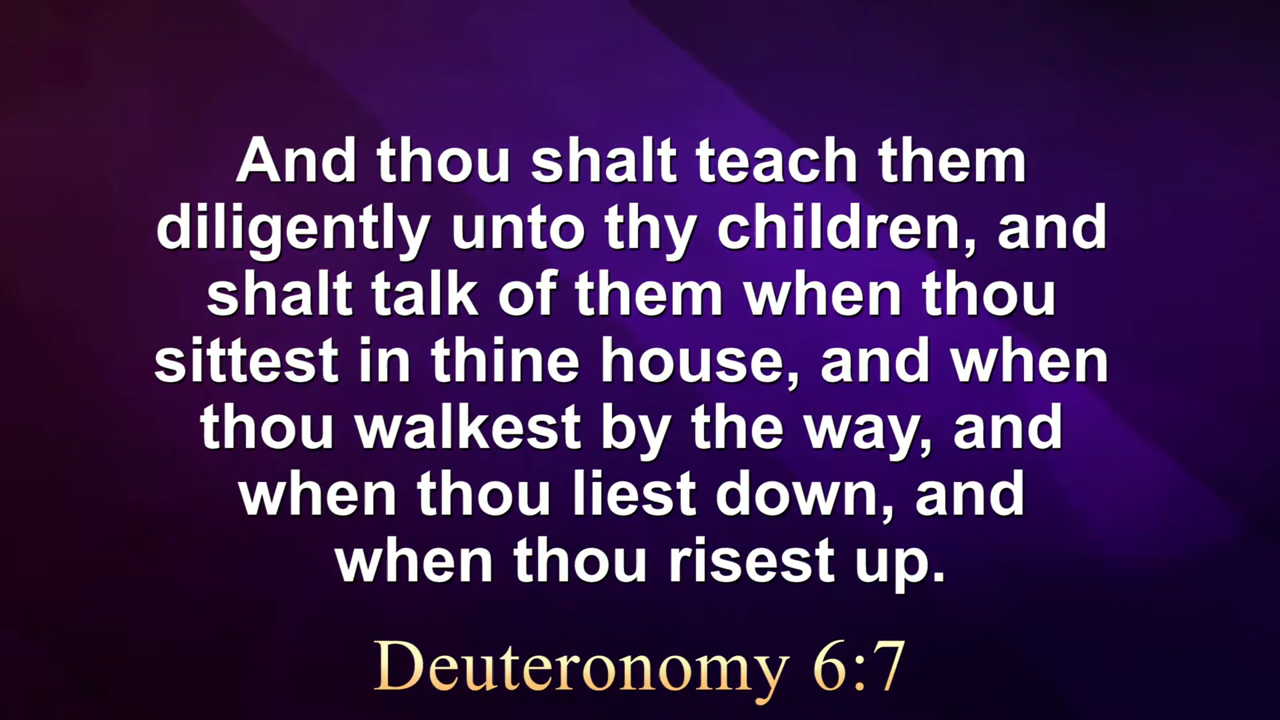 And thou shalt teach them
diligently unto thy children, and
shalt talk of them when thou
sittest in thine house, and when
thou walkest by the way, and
when thou liest down, and
when thou risest up.
Deuteronomy 6:7